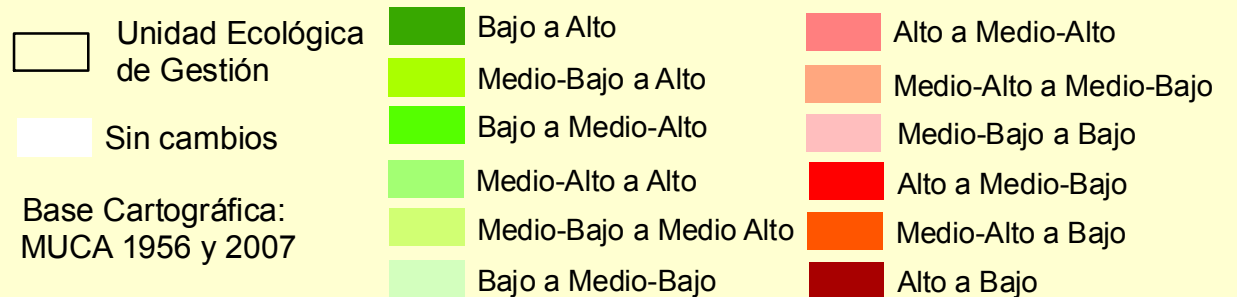 Unidad Ecológica
de Gestión
Sin cambios
Base Cartográfica:
MUCA 1956 y 2007
Bajo a Alto
Medio-Bajo a Alto
Bajo a Medio-Alto
Medio-Alto a Alto
Medio-Bajo a Medio Alto
Bajo a Medio-Bajo
Alto a Medio-Alto
Medio-Alto a Medio-Bajo
Medio-Bajo a Bajo
Alto a Medio-Bajo
Medio-Alto a Bajo
Alto a Bajo